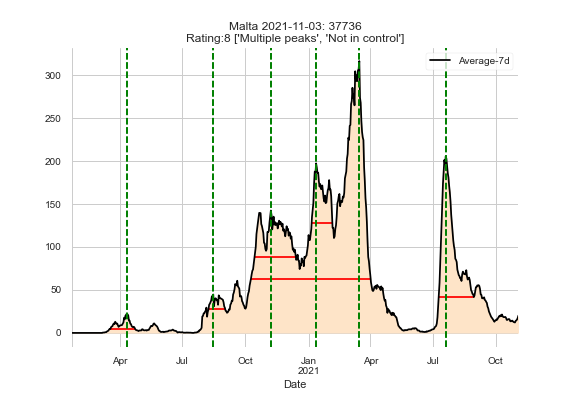 Malta 2021-11-03: 37736
Rating:8 ['Multiple peaks', 'Not in control']
Average-7d
300
250
200
150
100
50
0
Apr Jul Oct Jan Apr Jul Oct
2021
Date